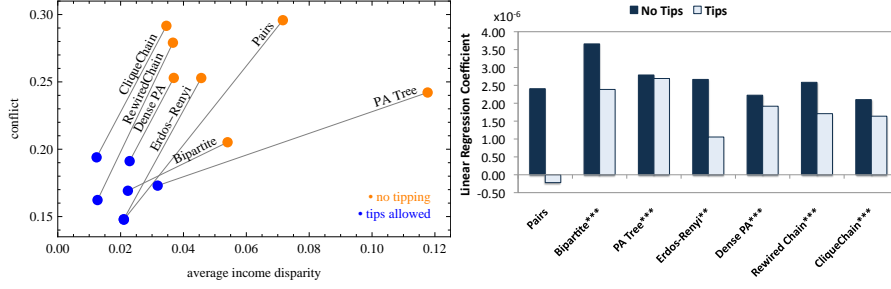 0.30
0.25
0.20
0.15
conflict
CliqueChain
RewiredChain
Dense PA
Erdos-Renyi
Bipartite
Pairs
PA Tree
no tipping
tips allowed
0.00 0.02 0.04 0.06 0.08 0.10 0.12
average income disparity
No Tips Tips
×10⁻⁶
4.00
3.50
3.00
2.50
2.00
1.50
1.00
0.50
0.00
-0.50
Linear Regression Coefficient
Pairs
Bipartite***
PA Tree***
Erdos-Renyi**
Dense PA***
Rewired Chain***
CliqueChain***